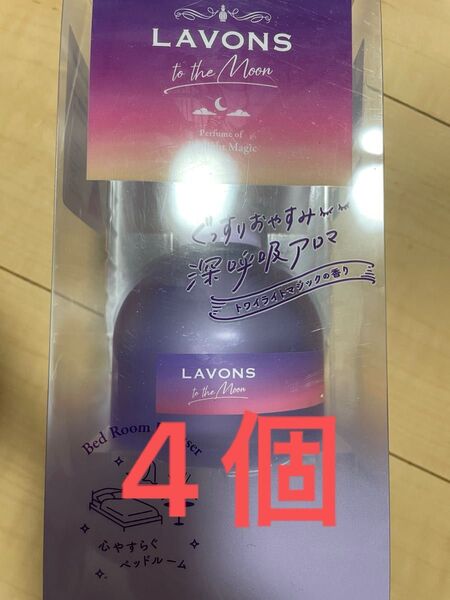 LAVONS
to the Moon
Perfume of
Magic
ぐっすりおやすみ
深呼吸アロマ
トワイライトマジックの香り
LAVONS
to the Moon
Bed Room
4個
心やすらぐ
ベッドルーム